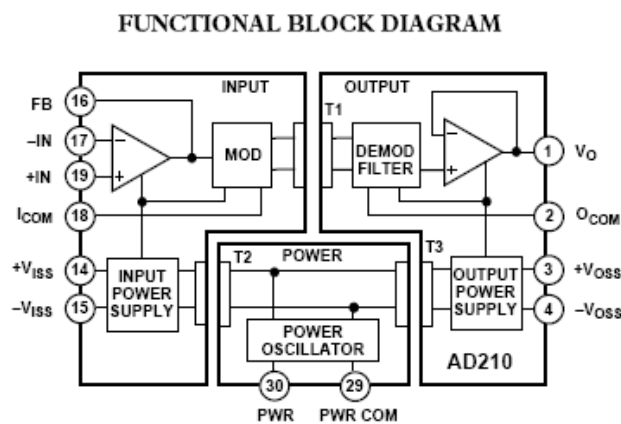 FUNCTIONAL BLOCK DIAGRAM
INPUT
OUTPUT
FB 16
T1
–IN 17
MOD
DEMOD
FILTER
1 VO
+IN 19
ICOM 18
2 OCOM
+VISS 14
INPUT
POWER
SUPPLY
T2
POWER
T3
OUTPUT
POWER
SUPPLY
3 +VOSS
–VISS 15
4 –VOSS
POWER
OSCILLATOR
AD210
30
29
PWR
PWR COM